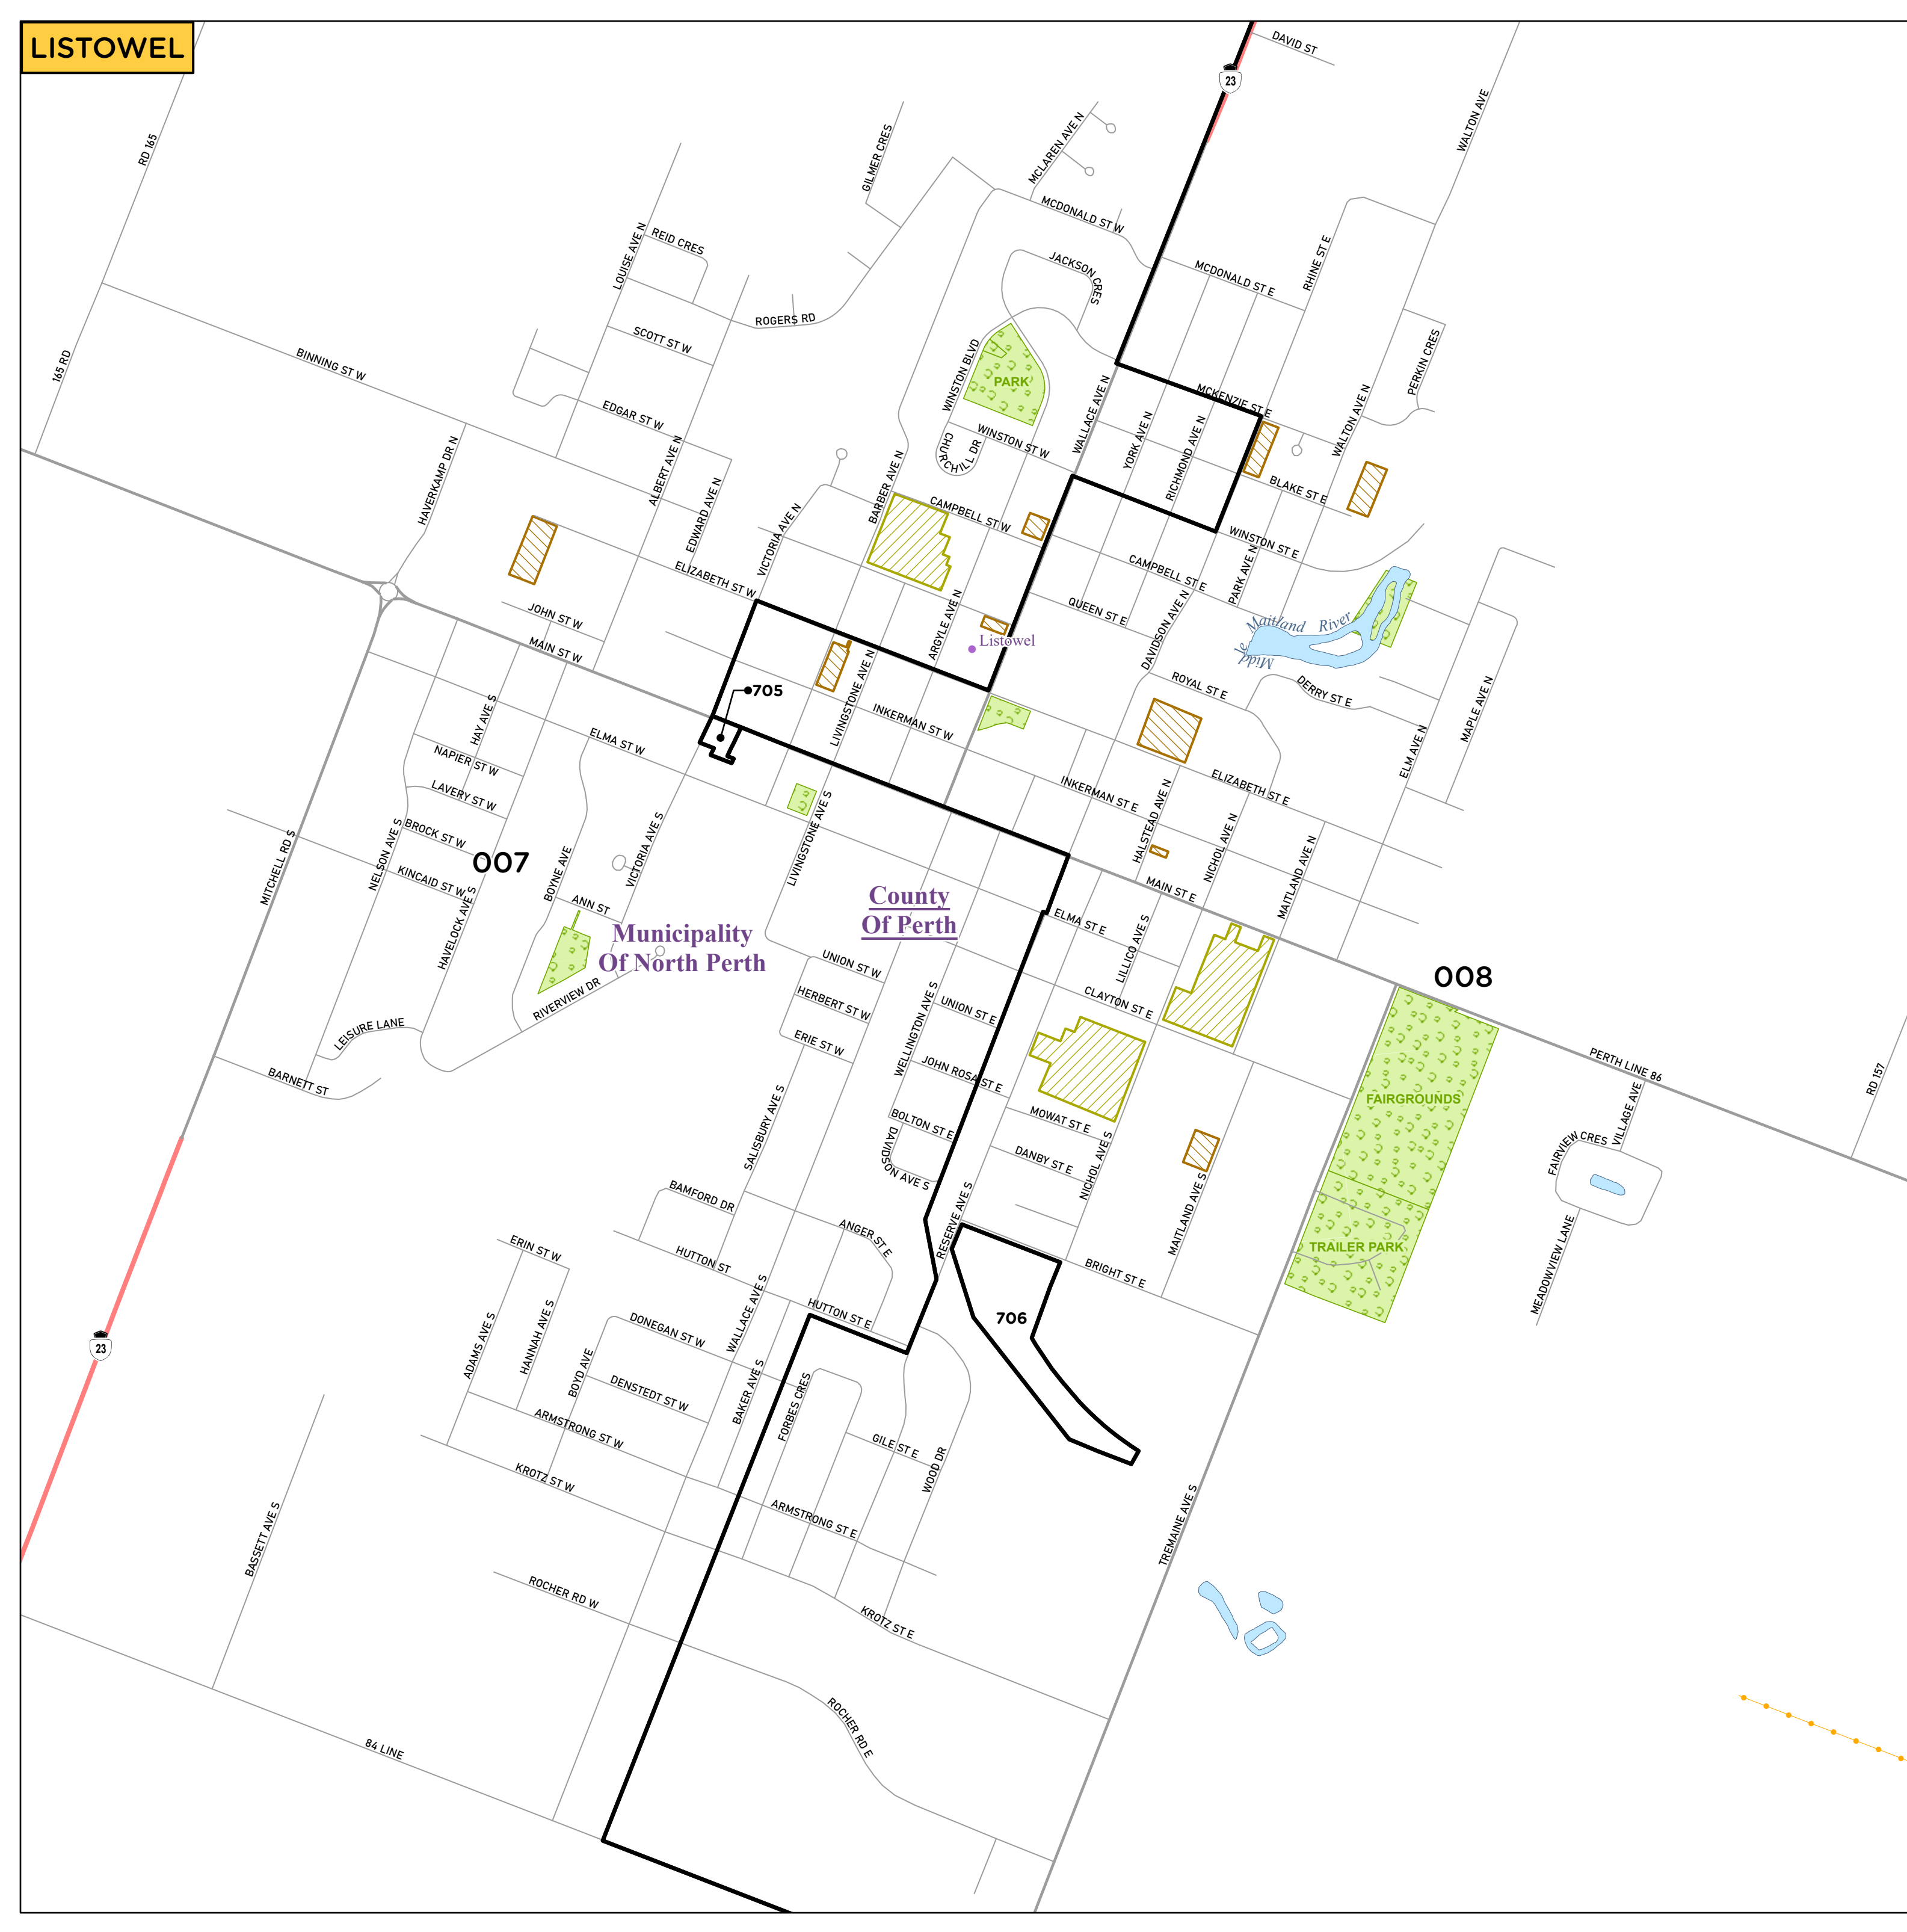 LISTOWEL
DAVID ST
23
WALTON AVE
RD 165
GILMER CRES
MCLAREN AVE N
MCDONALD ST W
LOUISE AVE N
REID CRES
JACKSON CRES
MCDONALD ST E
RHINE ST E
ROGERS RD
SCOTT ST W
BINNING ST W
165 RD
WINSTON BLVD
PARK
PERKIN CRES
MCKENZIE ST E
WALLACE AVE N
EDGAR ST W
YORK AVE N
RICHMOND AVE N
WALTON AVE N
WINSTON ST W
CHURCHILL DR
HAVERKAMP DR N
ALBERT AVE N
BARBER AVE N
BLAKE ST E
EDWARD AVE N
VICTORIA AVE N
CAMPBELL ST W
WINSTON ST E
ELIZABETH ST W
CAMPBELL ST E
PARK AVE N
QUEEN ST E
ARGYLE AVE N
DAVIDSON AVE N
Middle Maitland River
JOHN ST W
MAIN ST W
Listowel
LIVINGSTONE AVE N
ROYAL ST E
DERRY ST E
705
HAY AVE S
INKERMAN ST W
MAPLE AVE N
ELM AVE N
ELMA ST W
NAPIER ST W
INKERMAN ST E
ELIZABETH ST E
LAVERY ST W
LIVINGSTONE AVE S
HALSTEAD AVE N
NICHOL AVE N
MITCHELL RD S
NELSON AVE S
BROCK ST W
007
BOYNE AVE
VICTORIA AVE S
MAITLAND AVE N
KINCAID ST W
HAVELOCK AVE S
ANN ST
County
Of Perth
MAIN ST E
ELMA ST E
Municipality
Of North Perth
LILLICO AVE S
008
UNION ST W
RIVERVIEW DR
HERBERT ST W
WELLINGTON AVE S
UNION ST E
CLAYTON ST E
LEISURE LANE
ERIE ST W
BARNETT ST
JOHN ROSA ST E
PERTH LINE 86
RD 157
FAIRGROUNDS
VILLAGE AVE
MOWAT ST E
BOLTON ST E
SALISBURY AVE S
DAVIDSON AVE S
DANBY ST E
NICHOL AVE S
FAIRVIEW CRES
BAMFORD DR
RESERVE AVE S
MAITLAND AVE S
ANGER ST E
ERIN ST W
HUTTON ST
TRAILER PARK
BRIGHT ST E
MEADOWVIEW LANE
HUTTON ST E
WALLACE AVE S
706
23
ADAMS AVE S
HANNAH AVE S
DONEGAN ST W
BOYD AVE
DENSTEDT ST W
BAKER AVE S
FORBES CRES
ARMSTRONG ST W
GILE ST E
WOOD DR
KROTZ ST W
ARMSTRONG ST E
BASSETT AVE S
TREMAINE AVE S
ROCHER RD W
KROTZ ST E
ROCHER RD E
84 LINE